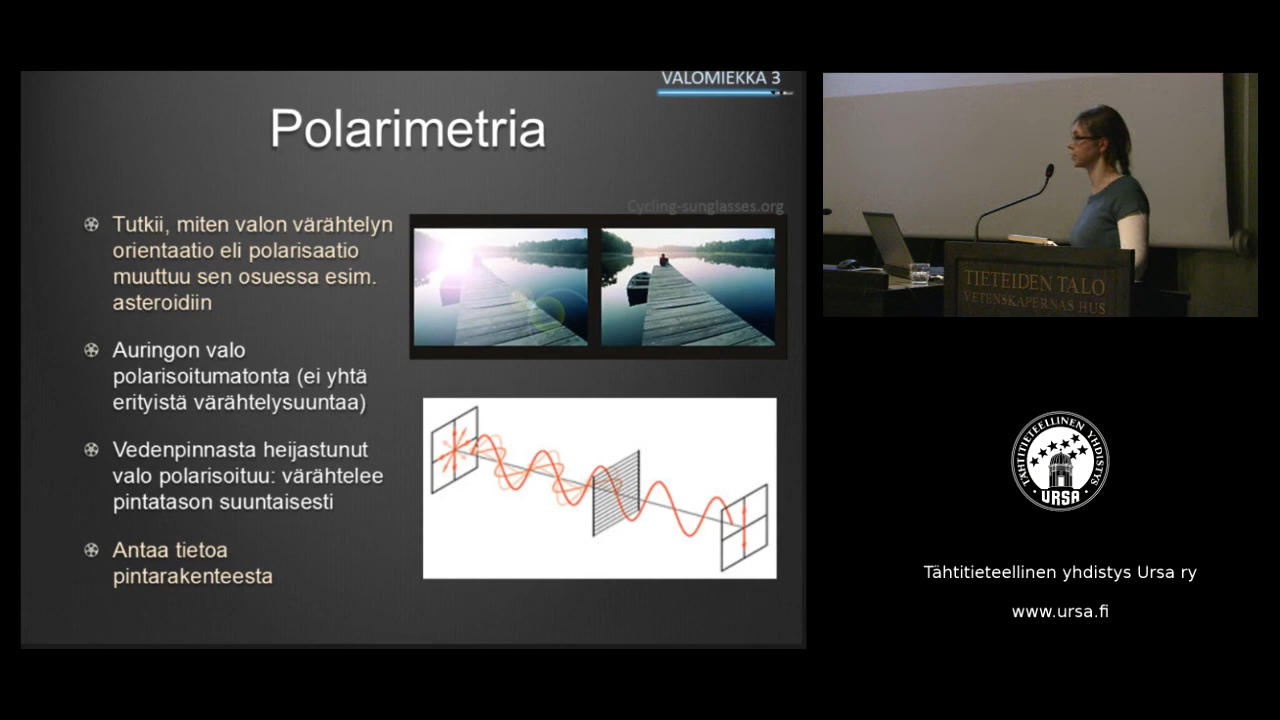 VALOMIEKKA 3
Polarimetria
Cycling-sunglasses.org
Tutkii, miten valon värähtelyn
orientaatio eli polarisaatio
muuttuu sen osuessa esim.
asteroidiin
Auringon valo
polarisoitumatonta (ei yhtä
erityistä värähtelysuuntaa)
Vedenpinnasta heijastunut
valo polarisoituu: värähtelee
pintatason suuntaisesti
Antaa tietoa
pintarakenteesta
TIETEIDEN TALO
VETENSKAPERNAS HUS
TÄHTITIETEELLINEN YHDISTYS
URSA
Tähtitieteellinen yhdistys Ursa ry
www.ursa.fi